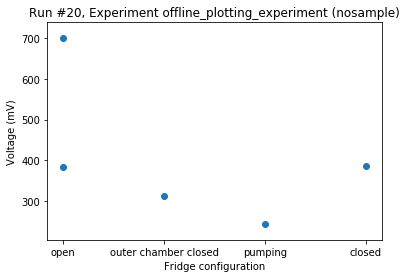 Run #20, Experiment offline_plotting_experiment (nosample)
700
600
500
400
300
Voltage (mV)
open
outer chamber closed
pumping
closed
Fridge configuration